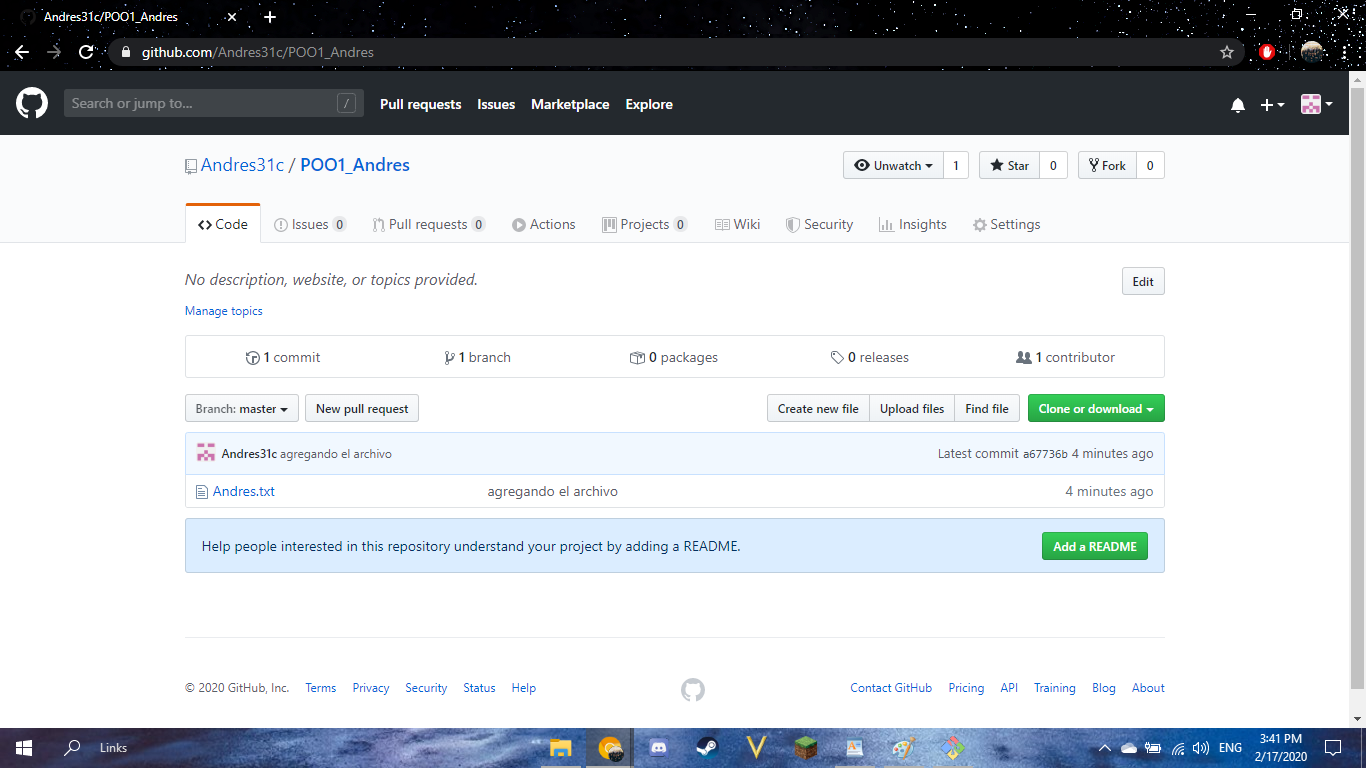 Andres31c/POO1_Andres
github.com/Andres31c/POO1_Andres
Search or jump to... / Pull requests Issues Marketplace Explore
Andres31c / POO1_Andres Unwatch 1 Star 0 Fork 0
Code Issues 0 Pull requests 0 Actions Projects 0 Wiki Security Insights Settings
No description, website, or topics provided. Edit
Manage topics
1 commit 1 branch 0 packages 0 releases 1 contributor
Branch: master New pull request Create new file Upload files Find file Clone or download
Andres31c agregando el archivo Latest commit a67736b 4 minutes ago
Andres.txt agregando el archivo 4 minutes ago
Help people interested in this repository understand your project by adding a README. Add a README
© 2020 GitHub, Inc. Terms Privacy Security Status Help Contact GitHub Pricing API Training Blog About
Links ENG 3:41 PM
2/17/2020